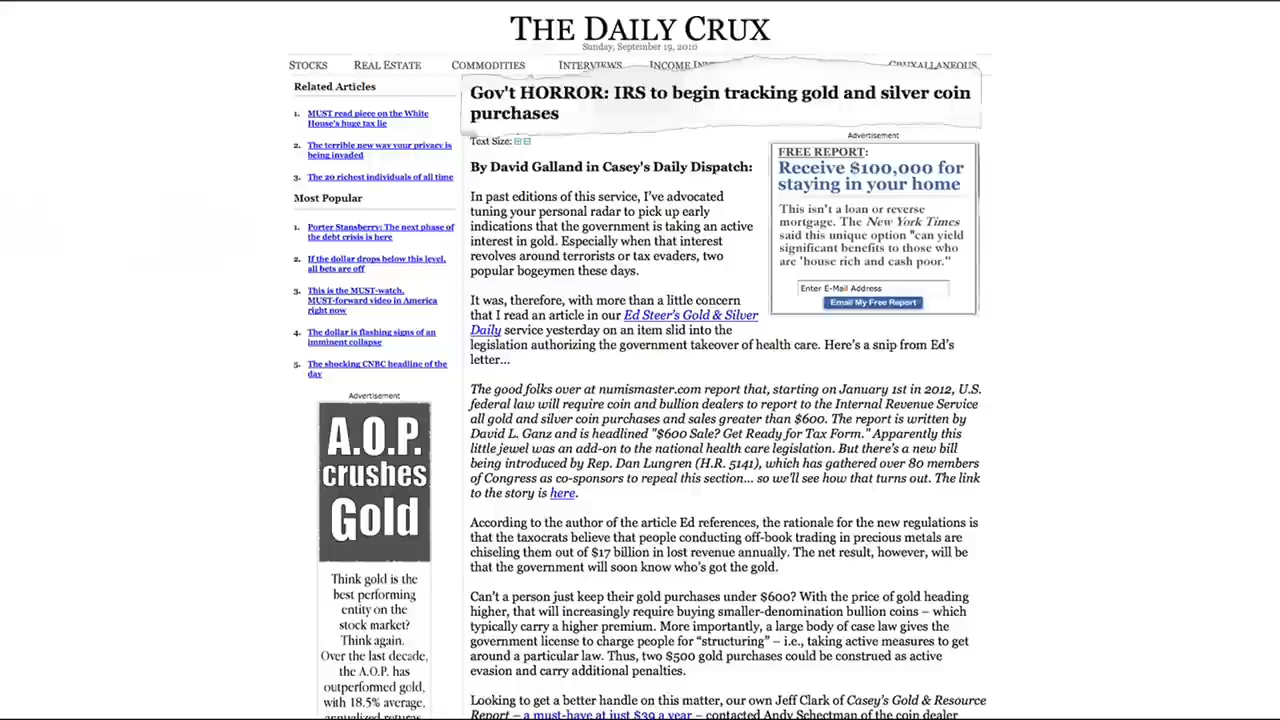 THE DAILY CRUX
Sunday, September 19, 2010
STOCKS REAL ESTATE COMMODITIES INTERVIEWS INCOME CRUXALLANEOUS
Related Articles
1. MUST read piece on the White
House's huge tax lie
2. The terrible new way your privacy is
being invaded
3. The 20 richest individuals of all time
Most Popular
1. Porter Stansberry: The next phase of
the debt crisis is here
2. If the dollar drops below this level,
all bets are off
3. This is the MUST-watch,
MUST-forward video in America
right now
4. The dollar is flashing signs of an
imminent collapse
5. The shocking CNBC headline of the
day
Advertisement
A.O.P.
crushes
Gold
Think gold is the
best performing
entity on the
stock market?
Think again.
Over the last decade,
the A.O.P. has
outperformed gold,
with 18.5% average,
annualized returns
Gov't HORROR: IRS to begin tracking gold and silver coin
purchases
Text Size:
By David Galland in Casey's Daily Dispatch:
In past editions of this service, I've advocated
tuning your personal radar to pick up early
indications that the government is taking an active
interest in gold. Especially when that interest
revolves around terrorists or tax evaders, two
popular bogeymen these days.
It was, therefore, with more than a little concern
that I read an article in our Ed Steer's Gold & Silver
Daily service yesterday on an item slid into the
legislation authorizing the government takeover of health care. Here's a snip from Ed's
letter...
The good folks over at numismaster.com report that, starting on January 1st in 2012, U.S.
federal law will require coin and bullion dealers to report to the Internal Revenue Service
all gold and silver coin purchases and sales greater than $600. The report is written by
David L. Ganz and is headlined "$600 Sale? Get Ready for Tax Form." Apparently this
little jewel was an add-on to the national health care legislation. But there's a new bill
being introduced by Rep. Dan Lungren (H.R. 5141), which has gathered over 80 members
of Congress as co-sponsors to repeal this section... so we'll see how that turns out. The link
to the story is here.
According to the author of the article Ed references, the rationale for the new regulations is
that the taxocrats believe that people conducting off-book trading in precious metals are
chiseling them out of $17 billion in lost revenue annually. The net result, however, will be
that the government will soon know who's got the gold.
Can't a person just keep their gold purchases under $600? With the price of gold heading
higher, that will increasingly require buying smaller-denomination bullion coins – which
typically carry a higher premium. More importantly, a large body of case law gives the
government license to charge people for "structuring" – i.e., taking active measures to get
around a particular law. Thus, two $500 gold purchases could be construed as active
evasion and carry additional penalties.
Looking to get a better handle on this matter, our own Jeff Clark of Casey's Gold & Resource
Report – a must-have at just $39 a year – contacted Andy Schectman of the coin dealer
Advertisement
FREE REPORT:
Receive $100,000 for
staying in your home
This isn't a loan or reverse
mortgage. The New York Times
said this unique option "can yield
significant benefits to those who
are 'house rich and cash poor."
Enter E-Mail Address
Email My Free Report